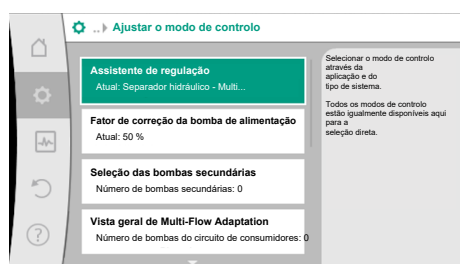 ..› Ajustar o modo de controlo
Assistente de regulação
Atual: Separador hidráulico - Multi...
Fator de correção da bomba de alimentação
Atual: 50 %
Seleção das bombas secundárias
Número de bombas secundárias: 0
Vista geral de Multi-Flow Adaptation
Número de bombas do circuito de consumidores: 0
Selecionar o modo de controlo
através da
aplicação e do
tipo de sistema.
Todos os modos de controlo
estão igualmente disponíveis aqui
para a
seleção direta.